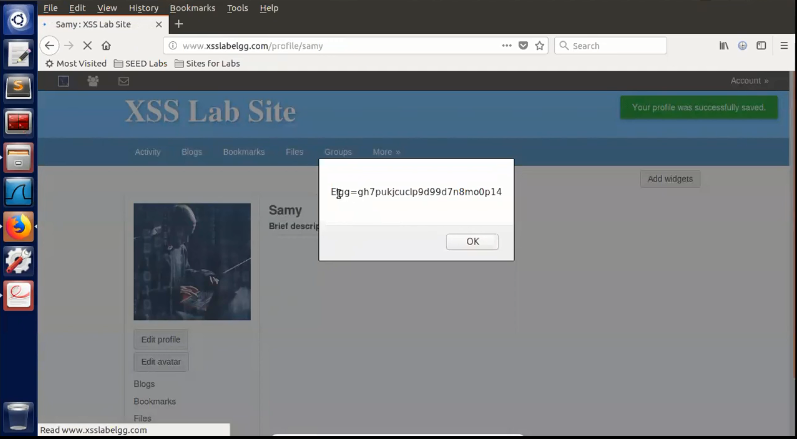 File Edit View History Bookmarks Tools Help
Samy : XSS Lab Site
www.xsslabelgg.com/profile/samy
Search
Most Visited SEED Labs Sites for Labs
Account »
XSS Lab Site
Your profile was successfully saved.
Activity Blogs Bookmarks Files Groups More »
Add widgets
Elgg=gh7pukjcuclp9d99d7n8mo0p14
OK
Samy
Brief descrip
Edit profile
Edit avatar
Blogs
Bookmarks
Files
Read www.xsslabelgg.com